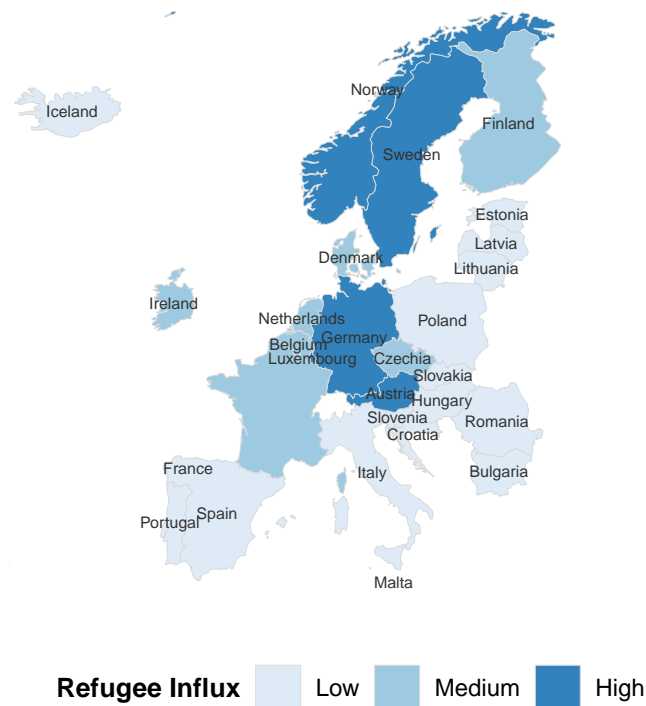 Iceland
Norway
Finland
Sweden
Estonia
Latvia
Denmark
Lithuania
Ireland
Netherlands
Poland
Germany
Belgium
Luxembourg
Czechia
Slovakia
Austria
Hungary
Slovenia
Romania
Croatia
France
Italy
Bulgaria
Spain
Portugal
Malta
Refugee Influx Low Medium High